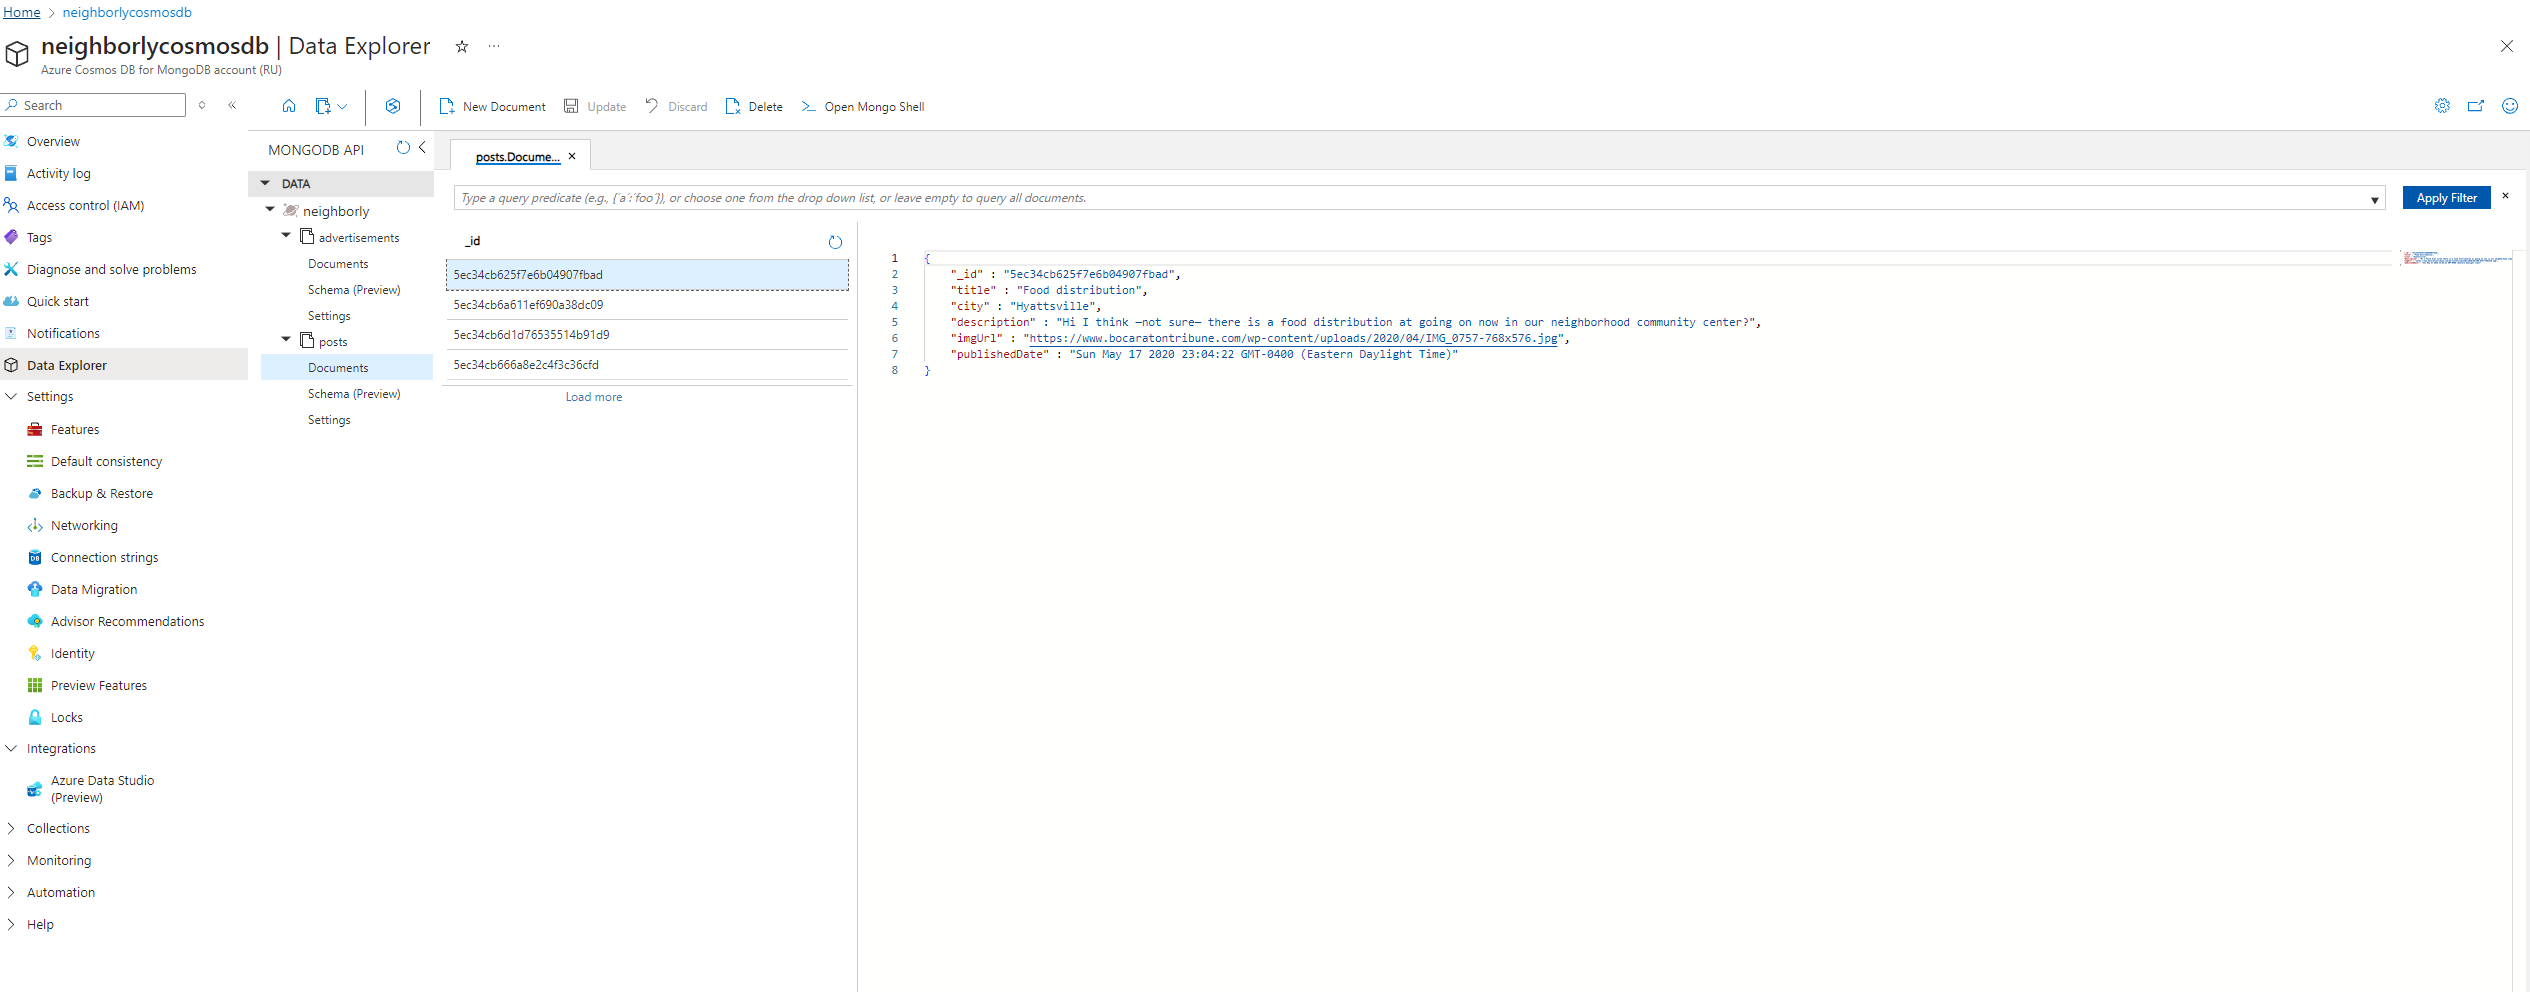 Home > neighborlycosmosdb
neighborlycosmosdb | Data Explorer
Azure Cosmos DB for MongoDB account (RU)
Search
New Document Update Discard Delete Open Mongo Shell
Overview
Activity log
Access control (IAM)
Tags
Diagnose and solve problems
Quick start
Notifications
Data Explorer
Settings
Features
Default consistency
Backup & Restore
Networking
Connection strings
Data Migration
Advisor Recommendations
Identity
Preview Features
Locks
Integrations
Azure Data Studio
(Preview)
Collections
Monitoring
Automation
Help
MONGODB API
DATA
neighborly
advertisements
Documents
Schema (Preview)
Settings
posts
Documents
Schema (Preview)
Settings
posts.Docume...
Type a query predicate (e.g., {´a´:´foo´}), or choose one from the drop down list, or leave empty to query all documents.
Apply Filter
_id
5ec34cb625f7e6b04907fbad
5ec34cb6a611ef690a38dc09
5ec34cb6d1d76535514b91d9
5ec34cb666a8e2c4f3c36cfd
Load more
1 {
2 "_id" : "5ec34cb625f7e6b04907fbad",
3 "title" : "Food distribution",
4 "city" : "Hyattsville",
5 "description" : "Hi I think —not sure— there is a food distribution at going on now in our neighborhood community center?",
6 "imgUrl" : "https://www.bocaratontribune.com/wp-content/uploads/2020/04/IMG_0757-768x576.jpg",
7 "publishedDate" : "Sun May 17 2020 23:04:22 GMT-0400 (Eastern Daylight Time)"
8 }